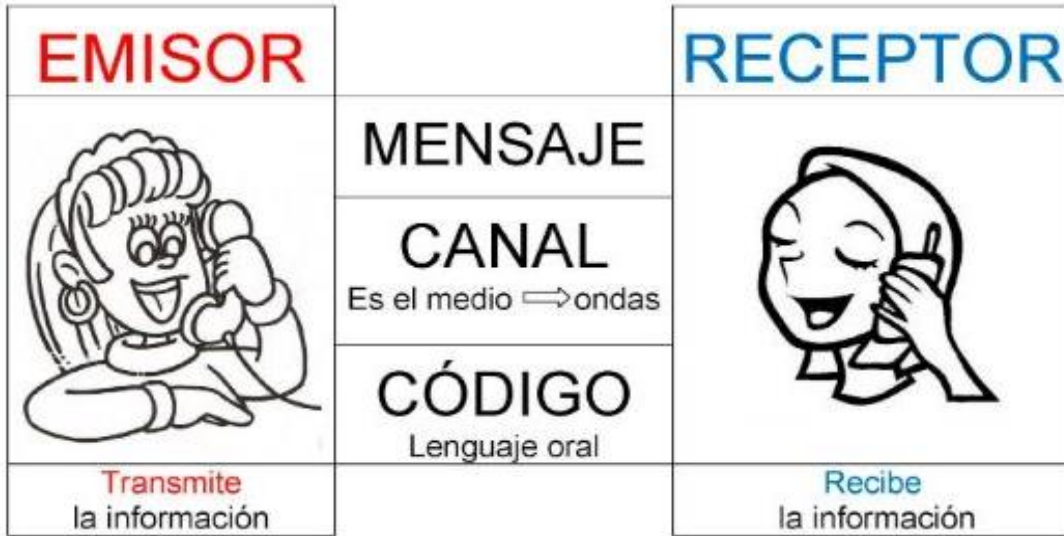 EMISOR
RECEPTOR
MENSAJE
CANAL
Es el medio ⇨ ondas
CÓDIGO
Lenguaje oral
Transmite
la información
Recibe
la información